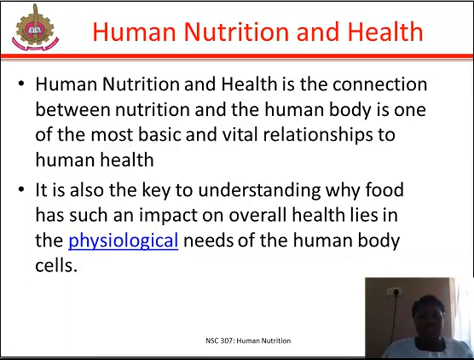 Human Nutrition and Health
• Human Nutrition and Health is the connection
between nutrition and the human body is one
of the most basic and vital relationships to
human health
• It is also the key to understanding why food
has such an impact on overall health lies in
the physiological needs of the human body
cells.
NSC 307: Human Nutrition